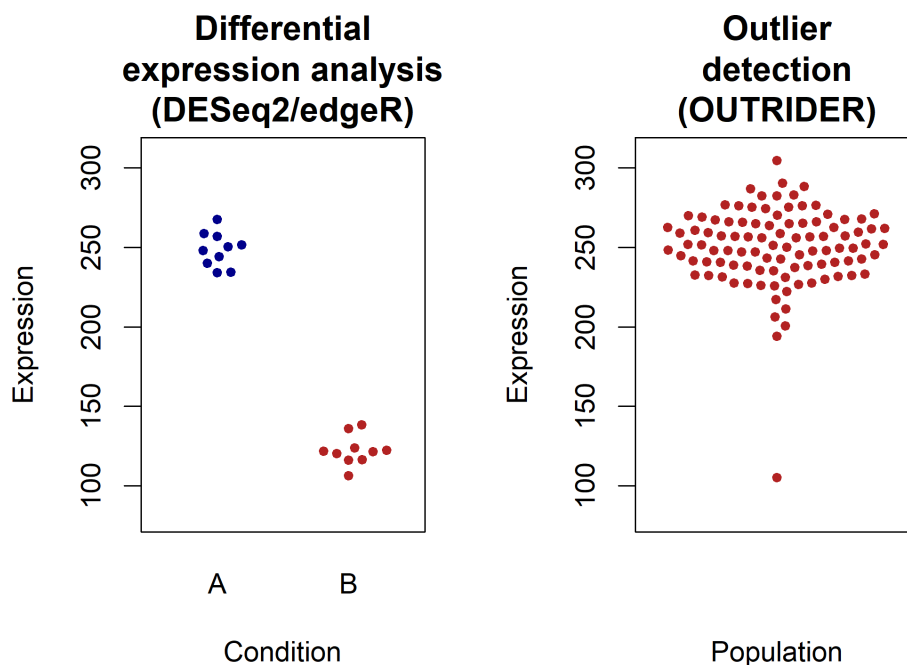 Differential
expression analysis
(DESeq2/edgeR)
Expression
300
250
200
150
100
A B
Condition
Outlier
detection
(OUTRIDER)
Expression
300
250
200
150
100
Population